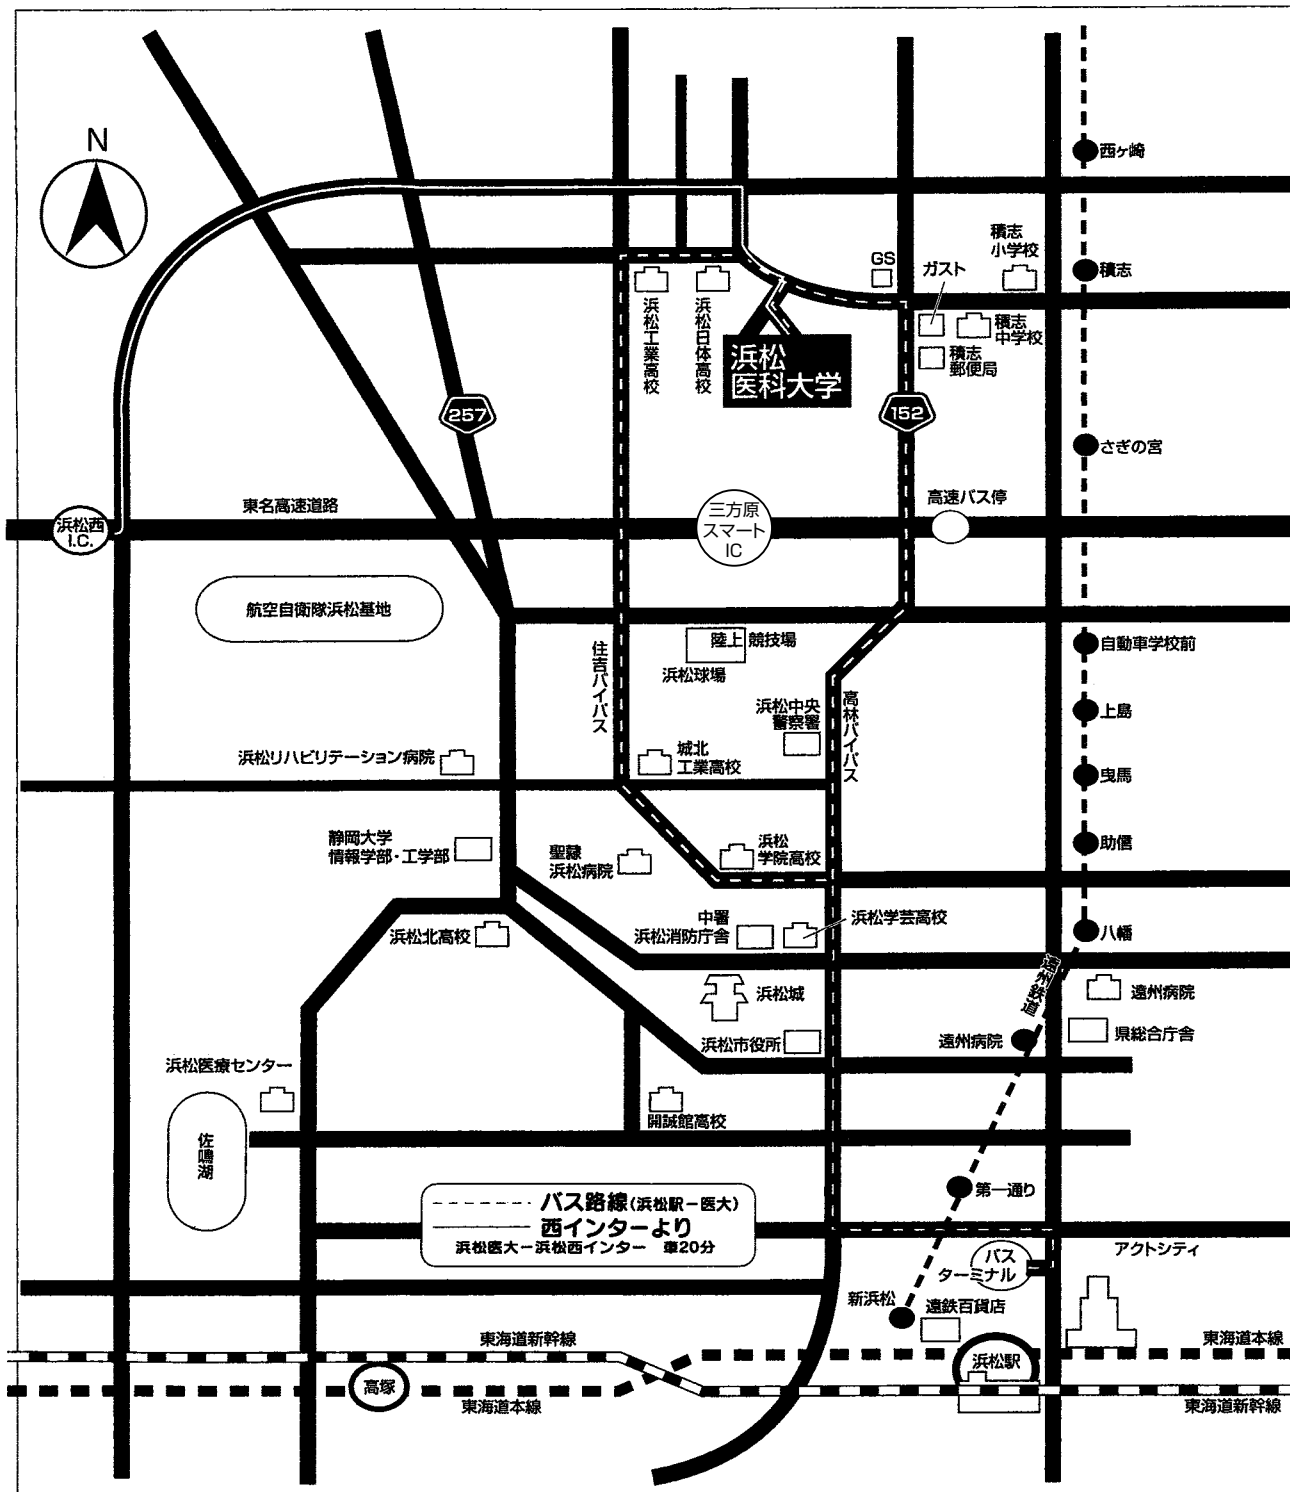 N
西ヶ崎
積志
小学校
GS
ガスト
積志
積志
中学校
積志
郵便局
浜松工業高校
浜松日体高校
浜松
医科大学
257
152
さぎの宮
東名高速道路
浜松西
I.C.
三方原
スマート
IC
高速バス停
航空自衛隊浜松基地
陸上競技場
浜松球場
自動車学校前
住吉バイパス
高林バイパス
浜松中央
警察署
上島
浜松リハビリテーション病院
城北
工業高校
曳馬
静岡大学
情報学部・工学部
聖隷
浜松病院
浜松
学院高校
助信
浜松北高校
中署
浜松消防庁舎
浜松学芸高校
八幡
遠州鉄道
浜松城
遠州病院
浜松市役所
遠州病院
県総合庁舎
浜松医療センター
開誠館高校
佐鳴湖
第一通り
バス路線(浜松駅－医大)
西インターより
浜松医大－浜松西インター　車20分
アクトシティ
バス
ターミナル
新浜松
遠鉄百貨店
東海道新幹線
東海道本線
浜松駅
高塚
東海道本線
東海道新幹線